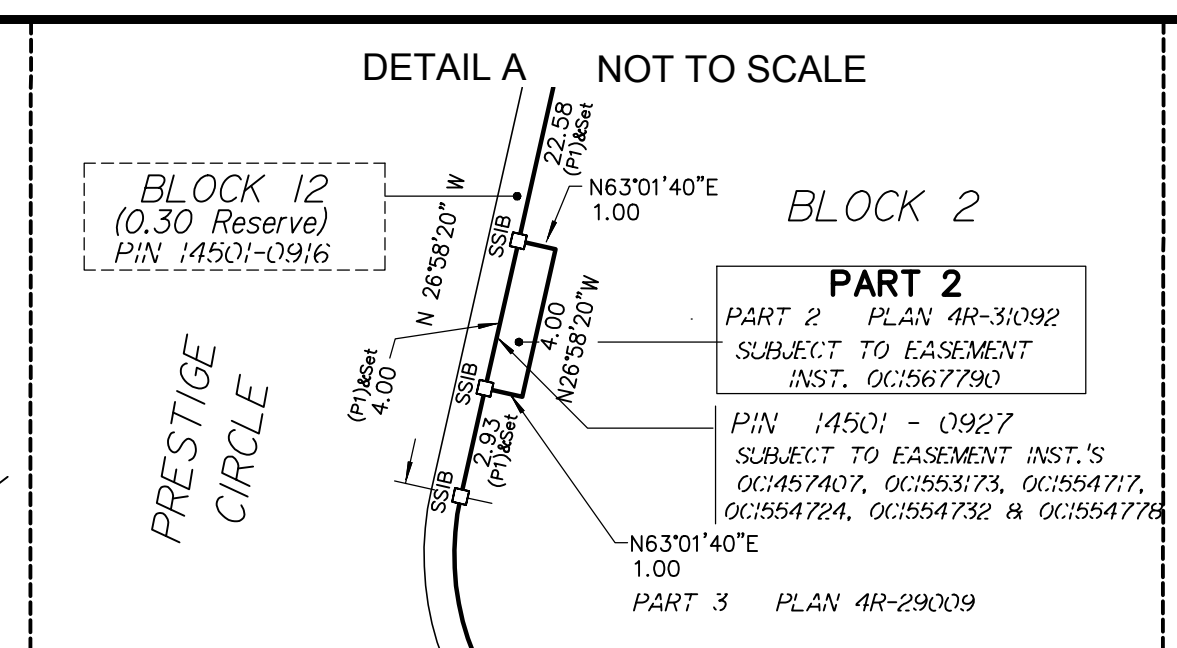 DETAIL A NOT TO SCALE
22.58
(P1)&Set
N63°01'40"E
1.00
BLOCK 12
(0.30 Reserve)
PIN 14501-0916
N 26°58'20" W
SSIB
BLOCK 2
4.00
N26°58'20"W
PART 2
PART 2 PLAN 4R-31092
SUBJECT TO EASEMENT
INST. OC1567790
(P1)&Set
4.00
PRESTIGE
CIRCLE
SSIB
2.93
(P1)&Set
PIN 14501 - 0927
SUBJECT TO EASEMENT INST.'S
OC1457407, OC1553173, OC1554717,
OC1554724, OC1554732 & OC1554778
SSIB
N63°01'40"E
1.00
PART 3 PLAN 4R-29009